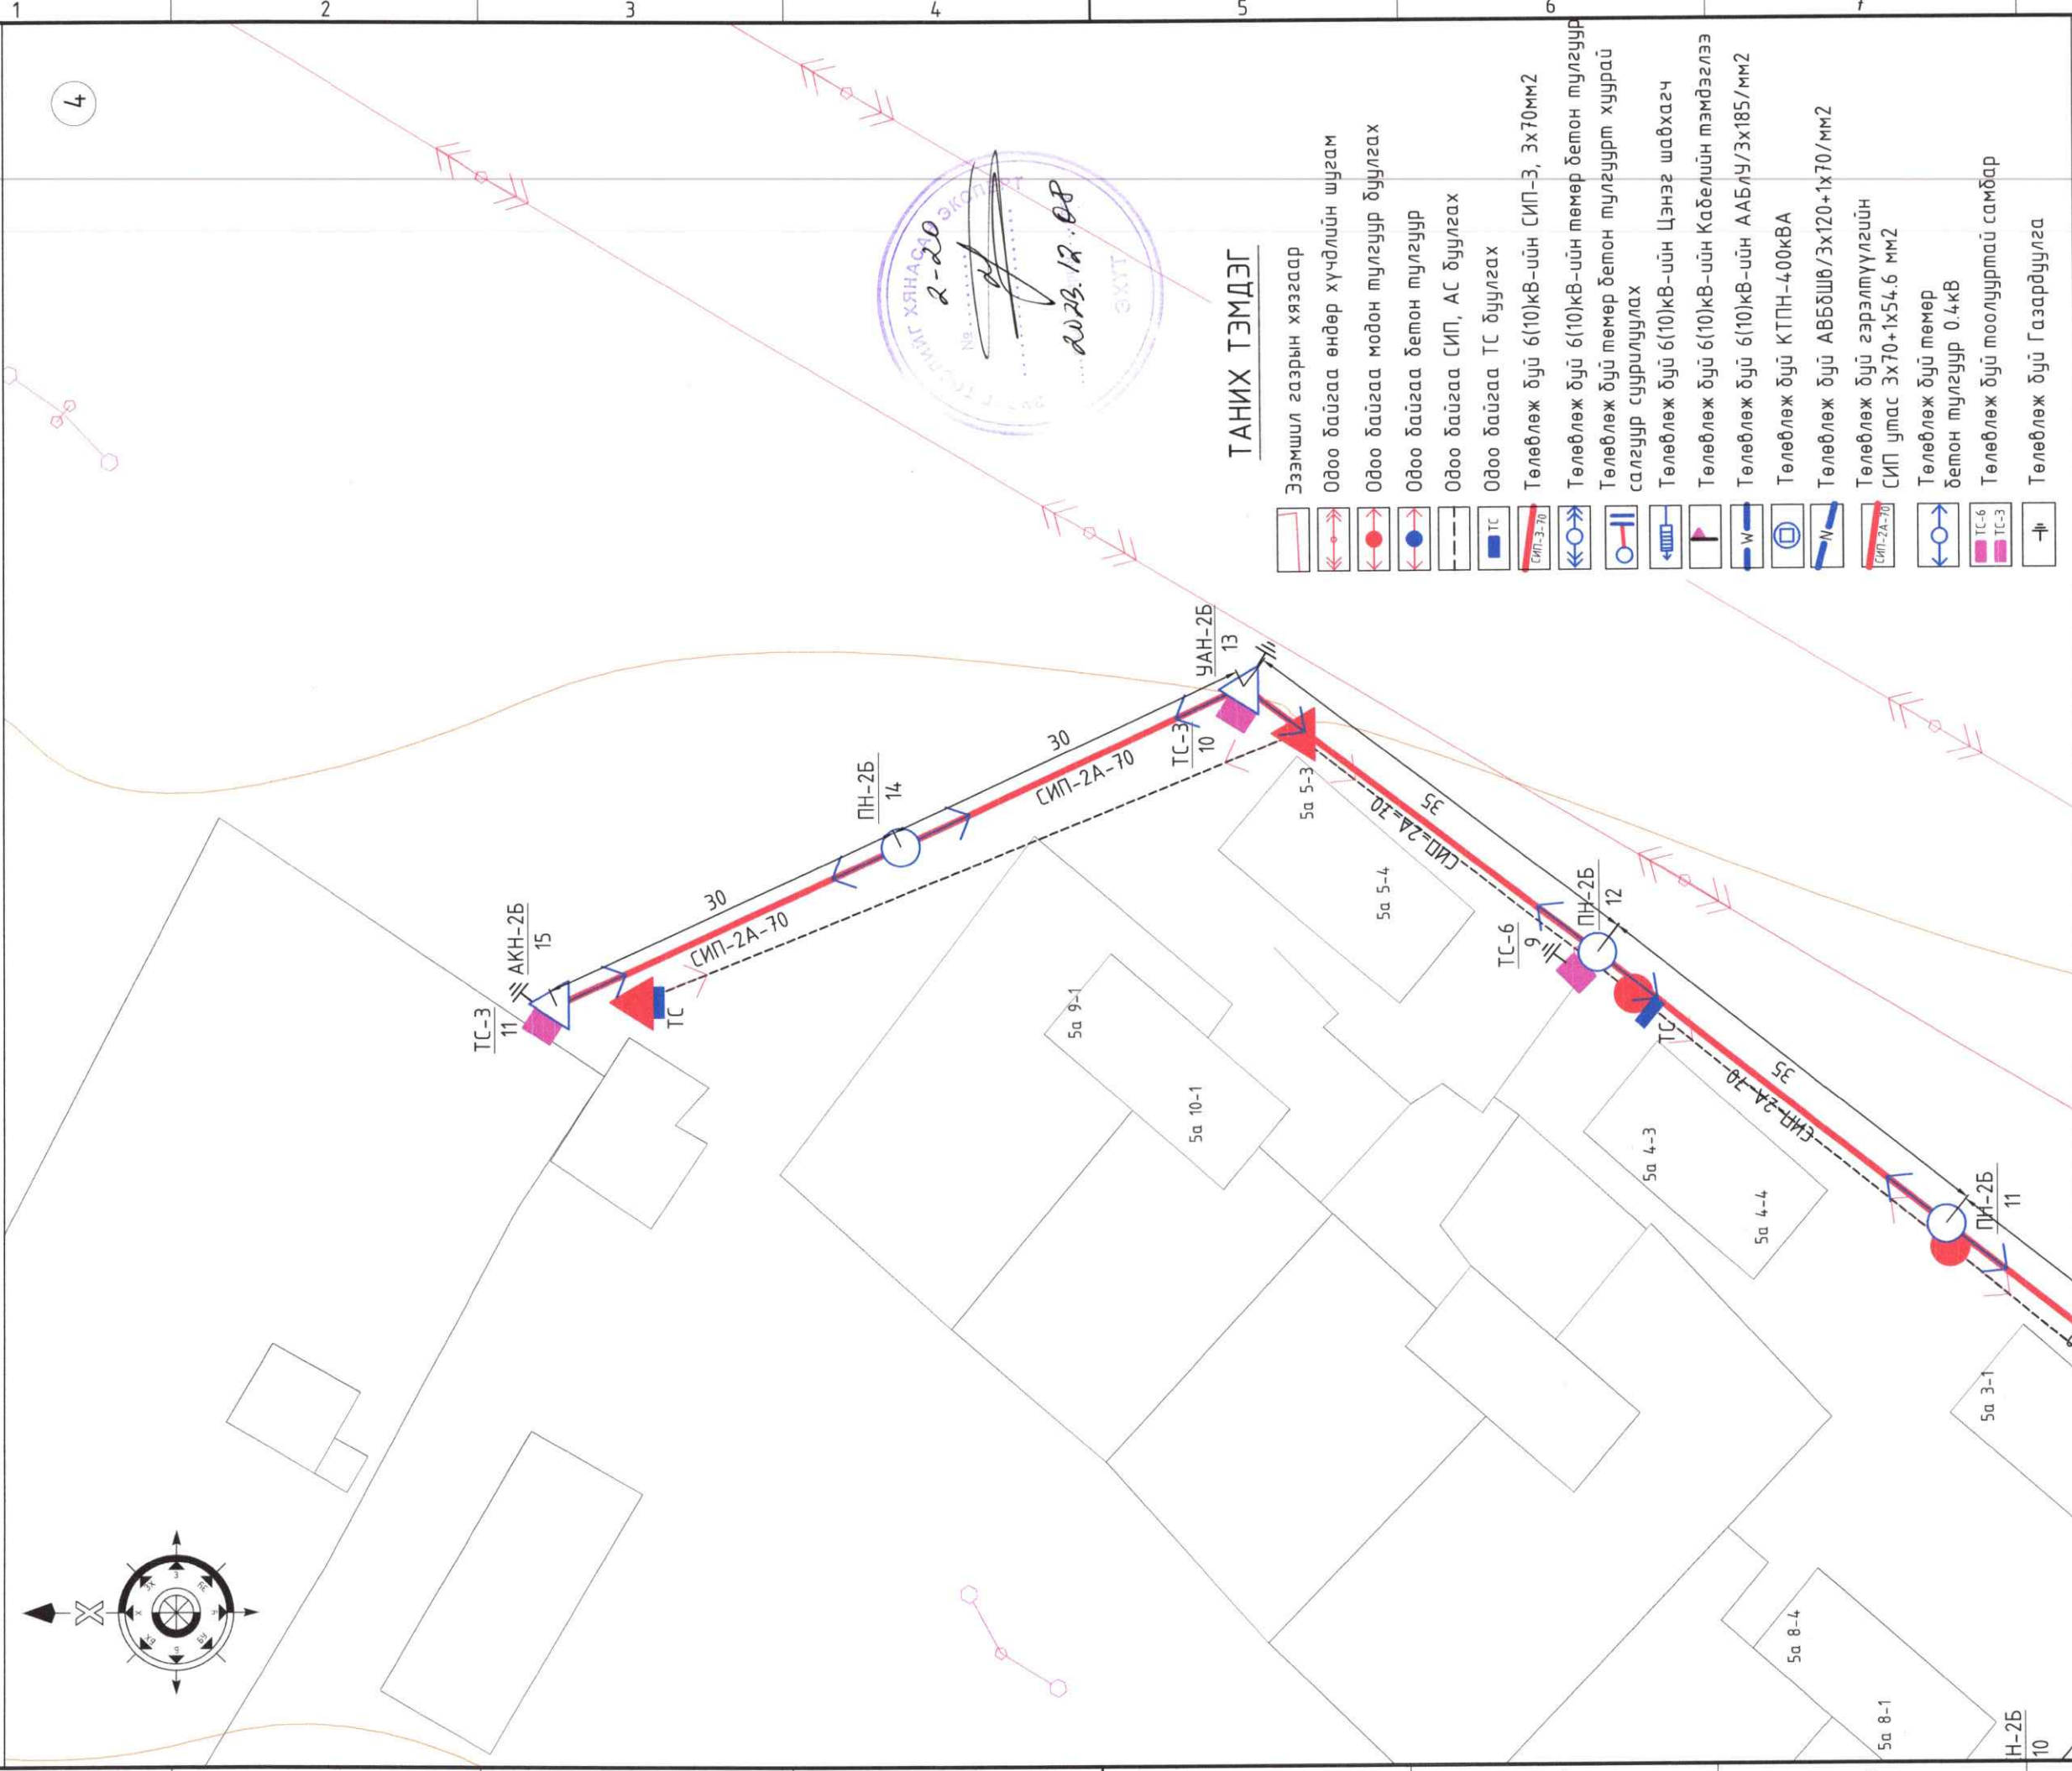 1
2
3
4
5
6
4
2-20
2023.12.08
ЭХҮТ
ТАНИХ ТЭМДЭГ
Эзэмшил газрын хязгаар
Одоо байгаа өндөр хүчдлийн шугам
Одоо байгаа модон тулгуур буулгах
Одоо байгаа бетон тулгуур
Одоо байгаа СИП, АС буулгах
ТС
Одоо байгаа ТС буулгах
СИП-3-70
Төлөвлөж буй 6(10)кВ-ийн СИП-3, 3х70мм2
Төлөвлөж буй 6(10)кВ-ийн төмөр бетон тулгуур
Төлөвлөж буй төмөр бетон тулгуурт хуурай
салгуур суурилуулах
Төлөвлөж буй 6(10)кВ-ийн Цэнэг шавхагч
Төлөвлөж буй 6(10)кВ-ийн Кабелийн тэмдэглэгээ
W
Төлөвлөж буй 6(10)кВ-ийн ААБлУ/3х185/мм2
Төлөвлөж буй КТПН-400кВА
N
Төлөвлөж буй АВБбШв/3х120+1х70/мм2
СИП-2А-70
Төлөвлөж буй гэрэлтүүлгийн
СИП утас 3х70+1х54.6 мм2
Төлөвлөж буй төмөр
бетон тулгуур 0.4кВ
ТС-6
ТС-3
Төлөвлөж буй тоолууртай самбар
Төлөвлөж буй Газардуулга
АКН-2Б
15
ТС-3
11
ТС
30
СИП-2А-70
ПН-2Б
14
30
СИП-2А-70
УАН-2Б
13
ТС-3
10
5а 5-3
5а 5-4
35
СИП-2А-70
ПН-2Б
12
ТС-6
9
ТС
35
СИП-2А-70
ПН-2Б
11
5а 9-1
5а 10-1
5а 4-3
5а 4-4
5а 3-1
5а 8-4
5а 8-1
Н-2Б
10
Х